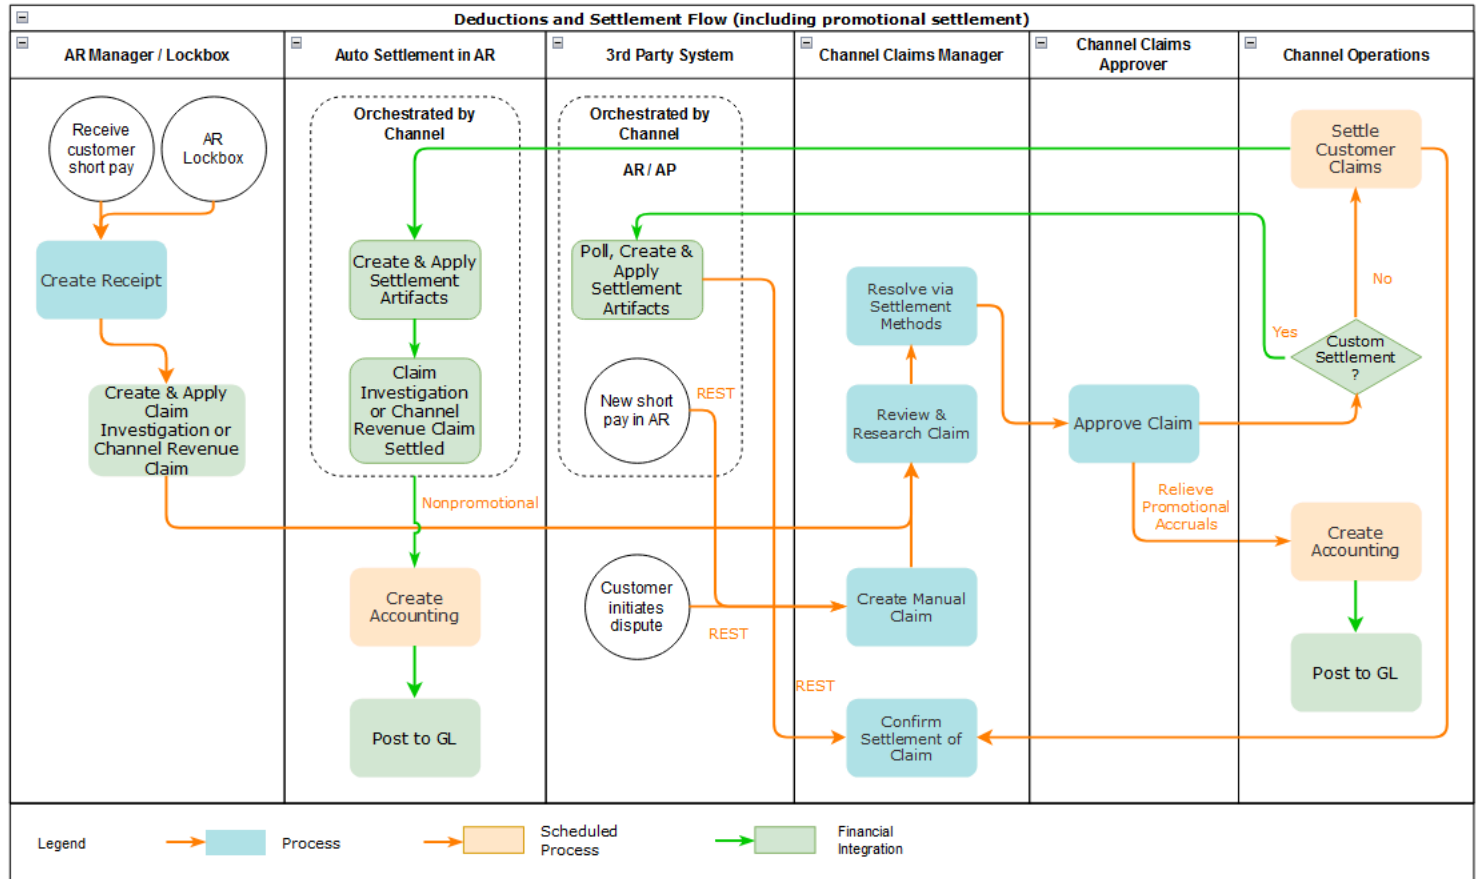 Deductions and Settlement Flow (including promotional settlement)
AR Manager / Lockbox
Auto Settlement in AR
3rd Party System
Channel Claims Manager
Channel Claims
Approver
Channel Operations
Receive
customer
short pay
AR
Lockbox
Create Receipt
Create & Apply
Claim
Investigation or
Channel Revenue
Claim
Orchestrated by
Channel
Create & Apply
Settlement
Artifacts
Claim
Investigation
or Channel
Revenue Claim
Settled
Nonpromotional
Create
Accounting
Post to GL
Orchestrated by
Channel
AR / AP
Poll, Create &
Apply
Settlement
Artifacts
New short
pay in AR
REST
Customer
initiates
dispute
REST
REST
Resolve via
Settlement
Methods
Review &
Research Claim
Create Manual
Claim
Confirm
Settlement of
Claim
Approve Claim
Relieve
Promotional
Accruals
Settle
Customer
Claims
No
Yes
Custom
Settlement
?
Create
Accounting
Post to GL
Legend
Process
Scheduled
Process
Financial
Integration